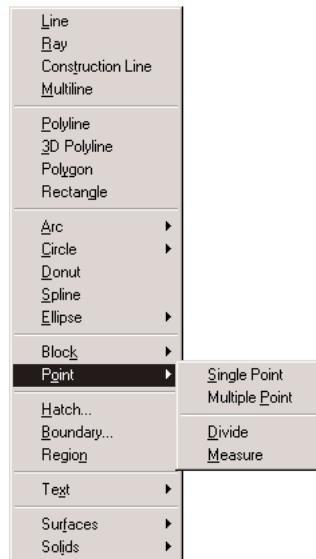 Line
Ray
Construction Line
Multiline
Polyline
3D Polyline
Polygon
Rectangle
Arc
Circle
Donut
Spline
Ellipse
Block
Point
Single Point
Multiple Point
Divide
Measure
Hatch...
Boundary...
Region
Text
Surfaces
Solids